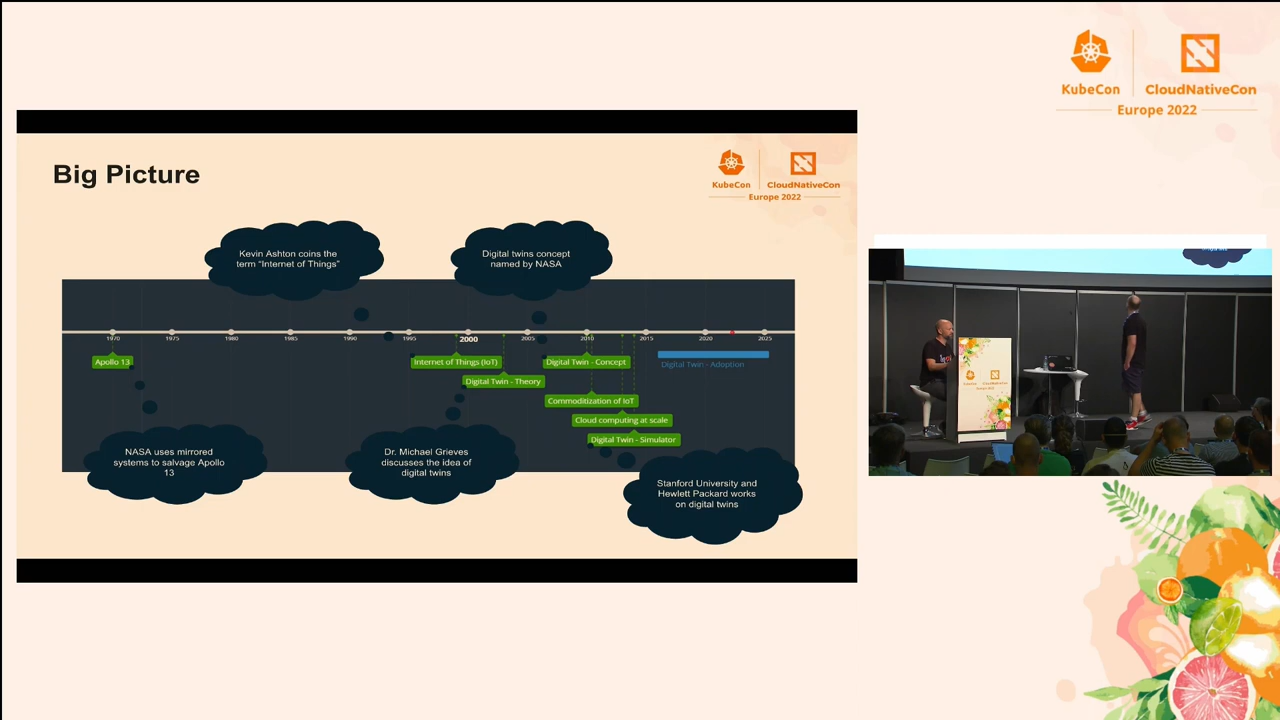 KubeCon
CloudNativeCon
Europe 2022
Big Picture
KubeCon
CloudNativeCon
Europe 2022
Kevin Ashton coins the
term “Internet of Things”
Digital twins concept
named by NASA
1970
1975
1980
1985
1990
1995
2000
2005
2010
2015
2020
2025
Apollo 13
Internet of Things (IoT)
Digital Twin - Concept
Digital Twin - Adoption
Digital Twin - Theory
Commoditization of IoT
Cloud computing at scale
Digital Twin - Simulator
NASA uses mirrored
systems to salvage Apollo
13
Dr. Michael Grieves
discusses the idea of
digital twins
Stanford University and
Hewlett Packard works
on digital twins